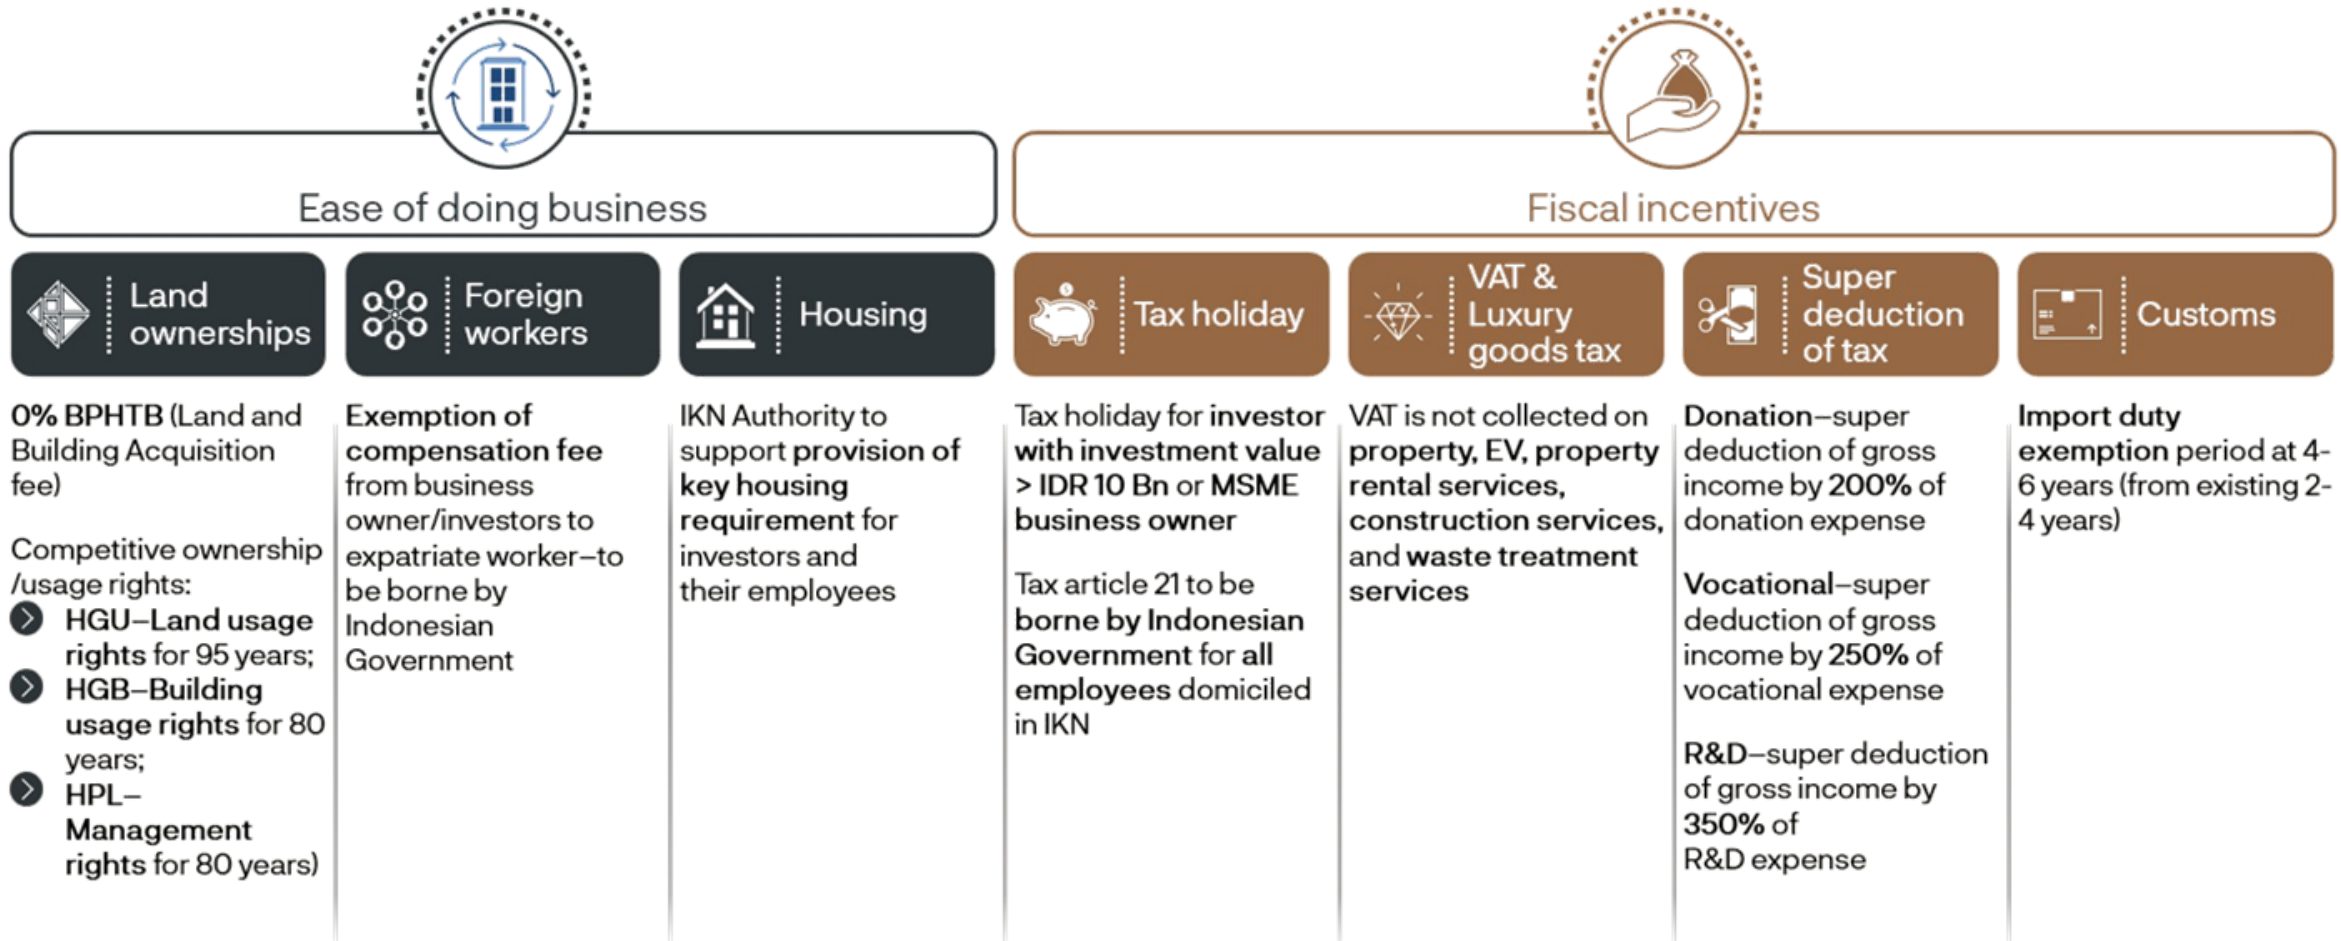 Ease of doing business
Fiscal incentives
Land
ownerships
Foreign
workers
Housing
Tax holiday
VAT &
Luxury
goods tax
Super
deduction
of tax
Customs
0% BPHTB (Land and
Building Acquisition
fee)
Competitive ownership
/usage rights:
HGU–Land usage
rights for 95 years;
HGB–Building
usage rights for 80
years;
HPL–
Management
rights for 80 years)
Exemption of
compensation fee
from business
owner/investors to
expatriate worker–to
be borne by
Indonesian
Government
IKN Authority to
support provision of
key housing
requirement for
investors and
their employees
Tax holiday for investor
with investment value
> IDR 10 Bn or MSME
business owner
Tax article 21 to be
borne by Indonesian
Government for all
employees domiciled
in IKN
VAT is not collected on
property, EV, property
rental services,
construction services,
and waste treatment
services
Donation–super
deduction of gross
income by 200% of
donation expense
Vocational–super
deduction of gross
income by 250% of
vocational expense
R&D–super deduction
of gross income by
350% of
R&D expense
Import duty
exemption period at 4-
6 years (from existing 2-
4 years)